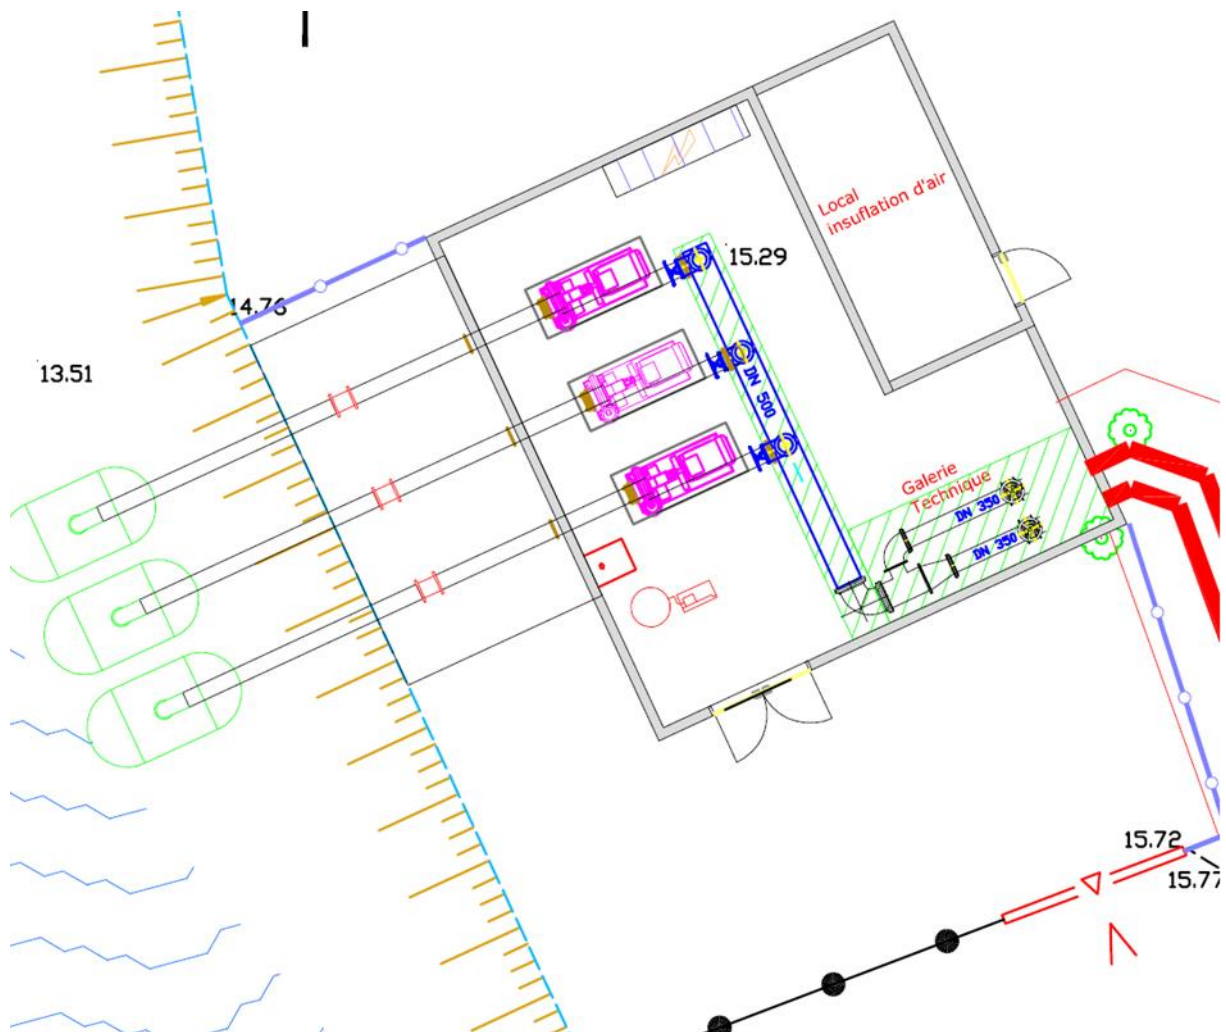 Local
insuflation d'air
15.29
14.76
13.51
DN 500
Galerie
Technique
DN 350
DN 350
15.72
15.77